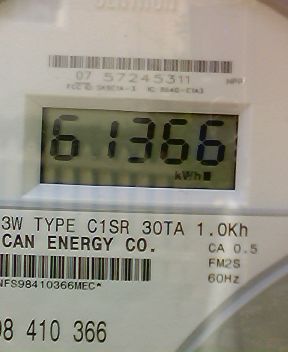 07 57245311
61366
kWh
3W TYPE C1SR 30TA 1.0Kh
CAN ENERGY CO.
CA 0.5
FM2S
60Hz
NFS98410366MEC*
98 410 366